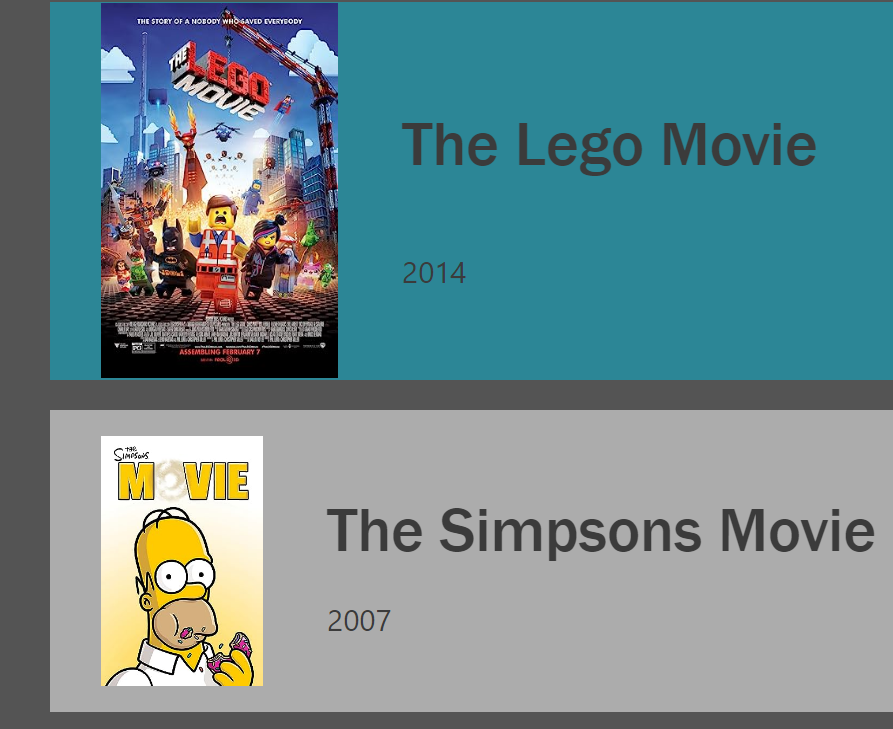 THE STORY OF A NOBODY WHO SAVED EVERYBODY
THE
LEGO
MOVIE
The Lego Movie
2014
ASSEMBLING FEBRUARY 7
THE
SIMPSONS
MOVIE
The Simpsons Movie
2007